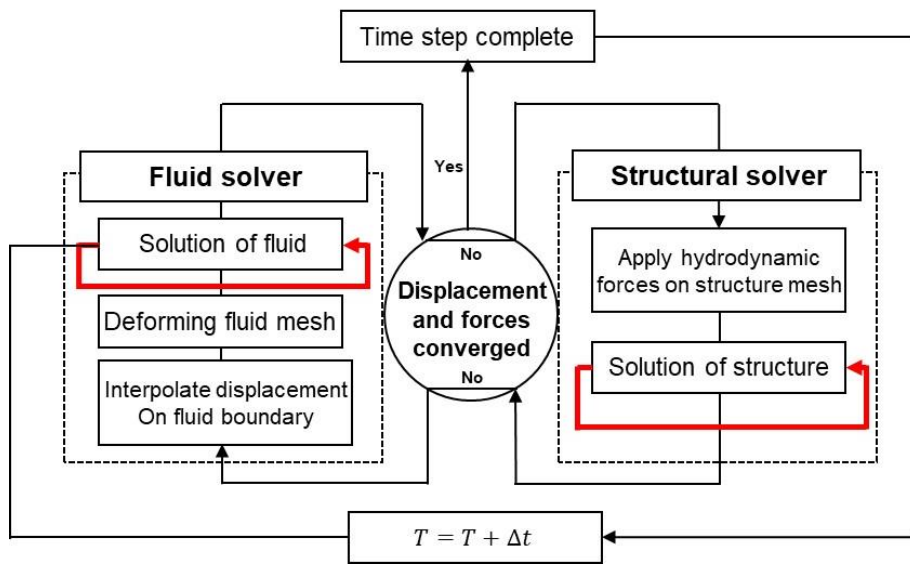 Time step complete
Yes
Fluid solver
Solution of fluid
Deforming fluid mesh
Interpolate displacement
On fluid boundary
No
Displacement
and forces
converged
No
Structural solver
Apply hydrodynamic
forces on structure mesh
Solution of structure
T = T + Δt